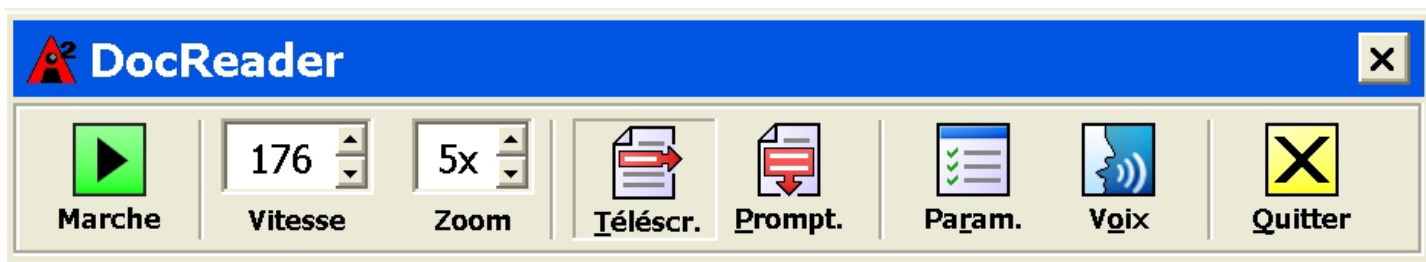 DocReader
176 5x
Marche Vitesse Zoom Téléscr. Prompt. Param. Voix Quitter